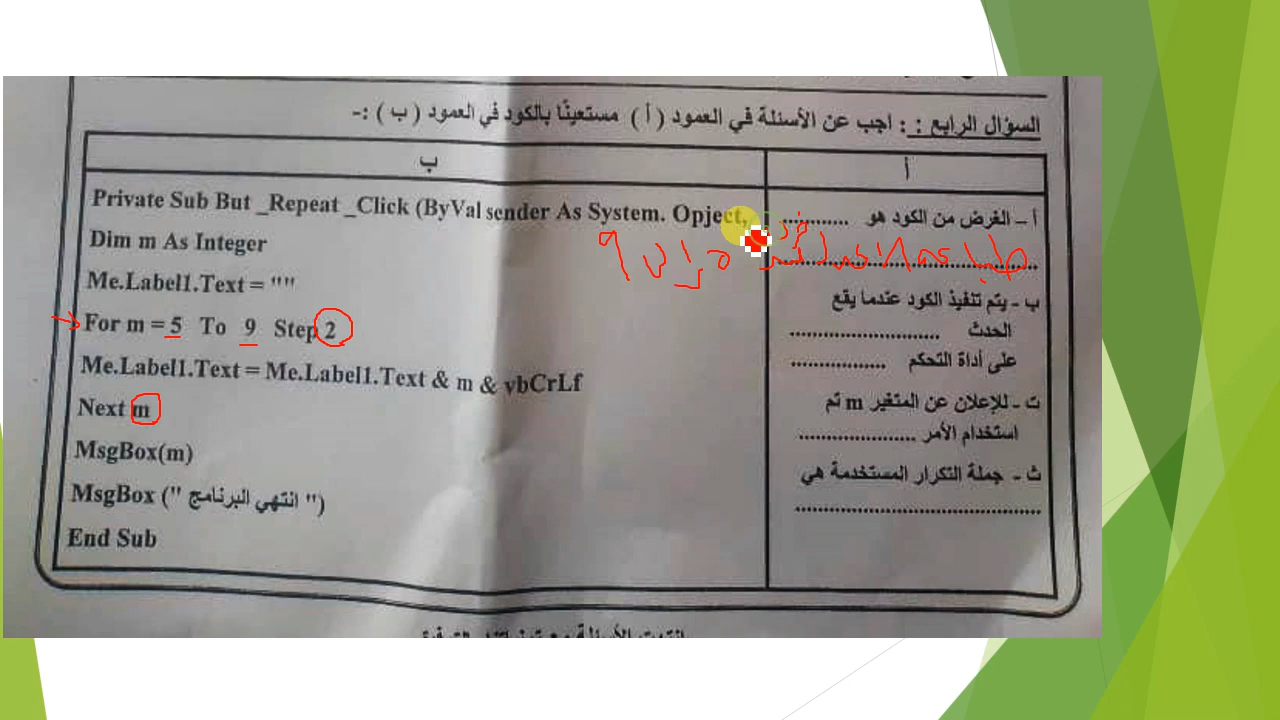 السؤال الرابع : : اجب عن الأسئلة في العمود ( أ ) مستعينًا بالكود في العمود ( ب ) :-
أ
أ – الغرض من الكود هو ............
ب - يتم تنفيذ الكود عندما يقع
الحدث ..........................
على أداة التحكم ................
ت - للإعلان عن المتغير m تم
استخدام الأمر ....................
ث - جملة التكرار المستخدمة هي
..........................................
ب
Private Sub But _Repeat _Click (ByVal sender As System. Opject,
Dim m As Integer
Me.Label1.Text = ""
For m = 5 To 9 Step 2
Me.Label1.Text = Me.Label1.Text & m & vbCrLf
Next m
MsgBox(m)
MsgBox (" انتهي البرنامج ")
End Sub